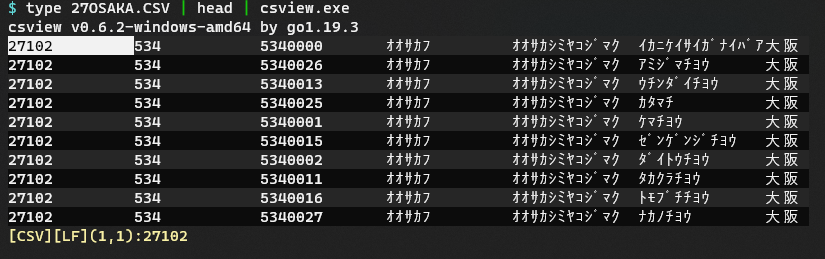 $ type 27OSAKA.CSV | head | csview.exe
csview v0.6.2-windows-amd64 by go1.19.3
27102 534 5340000 ｵｵｻｶﾌ ｵｵｻｶｼﾐﾔｺｼﾞﾏｸ ｲｶﾆｹｲｻｲｶﾞﾅｲﾊﾞｱ大阪
27102 534 5340026 ｵｵｻｶﾌ ｵｵｻｶｼﾐﾔｺｼﾞﾏｸ ｱﾐｼﾞﾏﾁﾖｳ 大阪
27102 534 5340013 ｵｵｻｶﾌ ｵｵｻｶｼﾐﾔｺｼﾞﾏｸ ｳﾁﾝﾀﾞｲﾁﾖｳ 大阪
27102 534 5340025 ｵｵｻｶﾌ ｵｵｻｶｼﾐﾔｺｼﾞﾏｸ ｶﾀﾏﾁ 大阪
27102 534 5340001 ｵｵｻｶﾌ ｵｵｻｶｼﾐﾔｺｼﾞﾏｸ ｹﾏﾁﾖｳ 大阪
27102 534 5340015 ｵｵｻｶﾌ ｵｵｻｶｼﾐﾔｺｼﾞﾏｸ ｾﾞﾝｹﾞﾝｼﾞﾁﾖｳ 大阪
27102 534 5340002 ｵｵｻｶﾌ ｵｵｻｶｼﾐﾔｺｼﾞﾏｸ ﾀﾞｲﾄｳﾁﾖｳ 大阪
27102 534 5340011 ｵｵｻｶﾌ ｵｵｻｶｼﾐﾔｺｼﾞﾏｸ ﾀｶｸﾗﾁﾖｳ 大阪
27102 534 5340016 ｵｵｻｶﾌ ｵｵｻｶｼﾐﾔｺｼﾞﾏｸ ﾄﾓﾌﾞﾁﾁﾖｳ 大阪
27102 534 5340027 ｵｵｻｶﾌ ｵｵｻｶｼﾐﾔｺｼﾞﾏｸ ﾅｶﾉﾁﾖｳ 大阪
[CSV][LF](1,1):27102